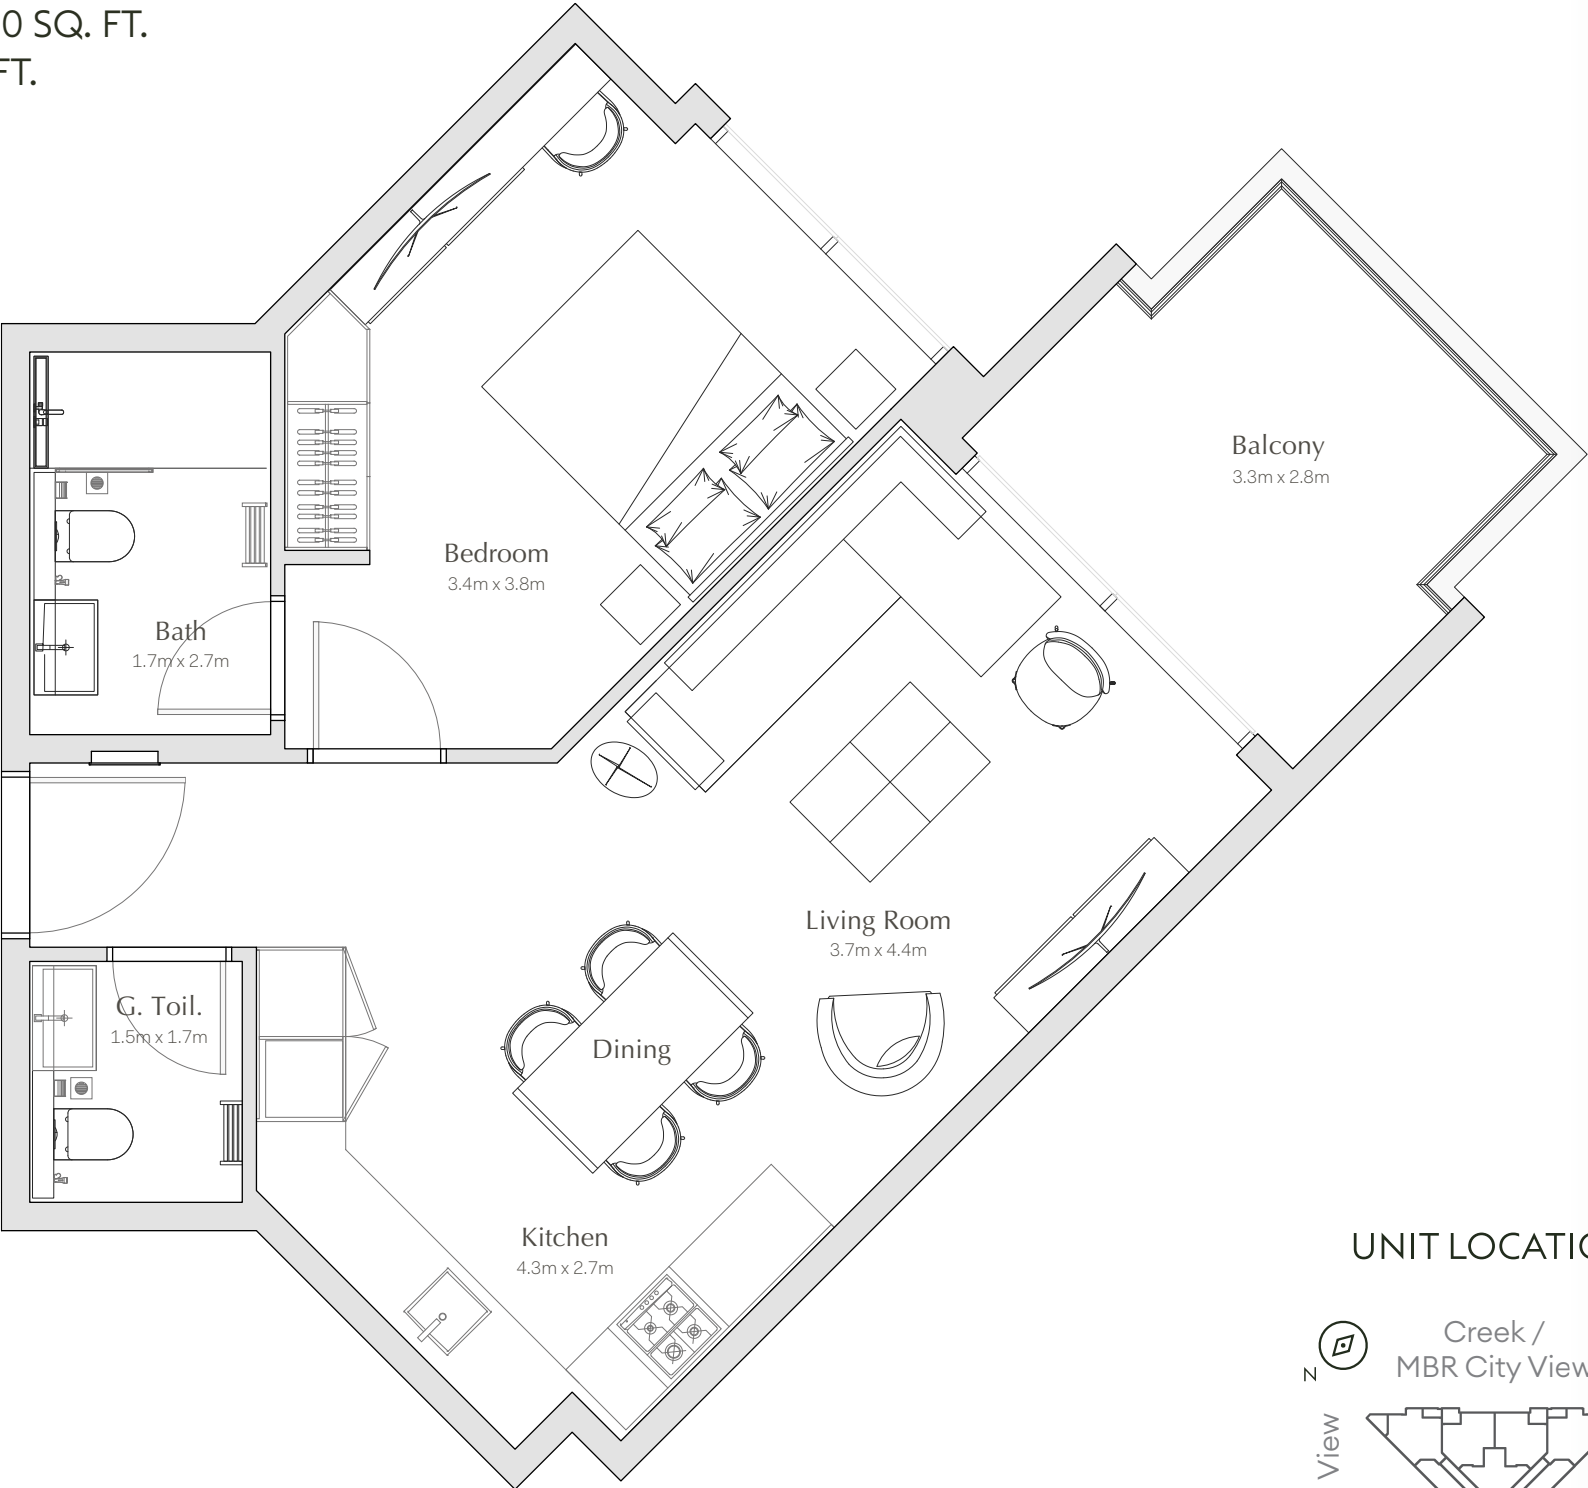 0 SQ. FT.
FT.
Balcony
3.3m x 2.8m
Bedroom
3.4m x 3.8m
Bath
1.7m x 2.7m
Living Room
3.7m x 4.4m
G. Toil.
1.5m x 1.7m
Dining
Kitchen
4.3m x 2.7m
UNIT LOCATIO
N
Creek /
MBR City View
View